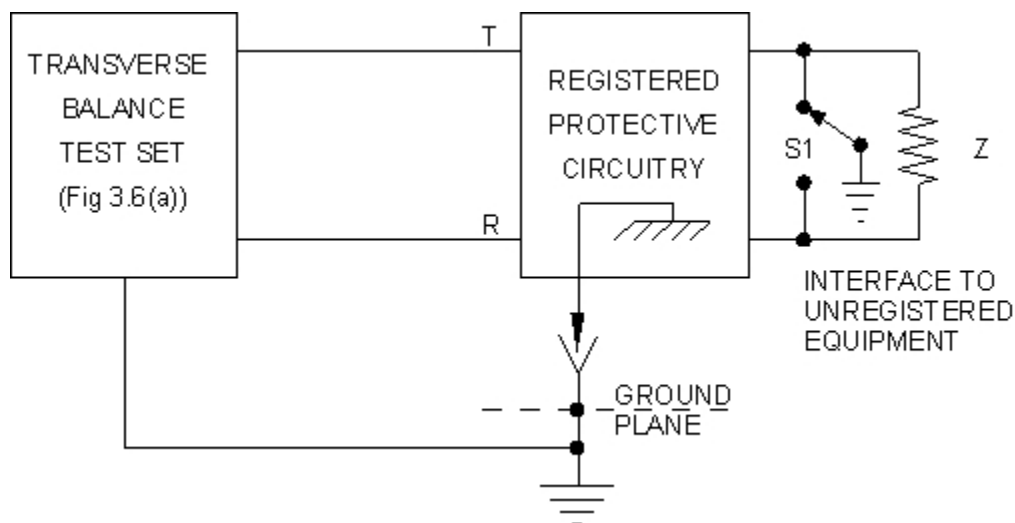 TRANSVERSE
BALANCE
TEST SET
(Fig 3.6(a))
T
R
REGISTERED
PROTECTIVE
CIRCUITRY
S1
Z
INTERFACE TO
UNREGISTERED
EQUIPMENT
GROUND
PLANE